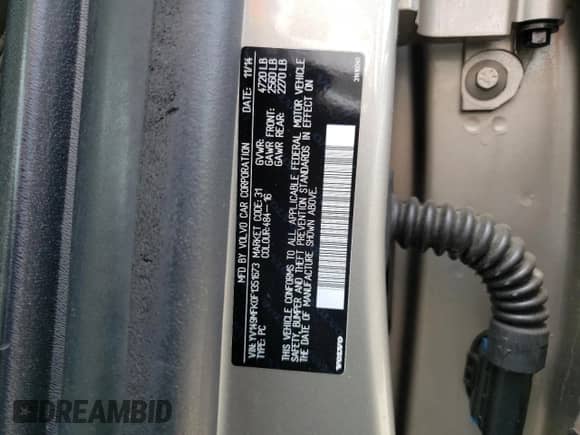 MFD BY VOLVO CAR CORPORATION DATE: 11/14
VIN: YV149MFK0F1351673 MARKET CODE: 31 GVWR: 4720 LB
TYPE: PC COLOUR: 484-16 GAWR FRONT: 2560 LB
GAWR REAR: 2270 LB
THIS VEHICLE CONFORMS TO ALL APPLICABLE FEDERAL MOTOR VEHICLE
SAFETY, BUMPER AND THEFT PREVENTION STANDARDS IN EFFECT ON
THE DATE OF MANUFACTURE SHOWN ABOVE.
VOLVO
DREAMBID